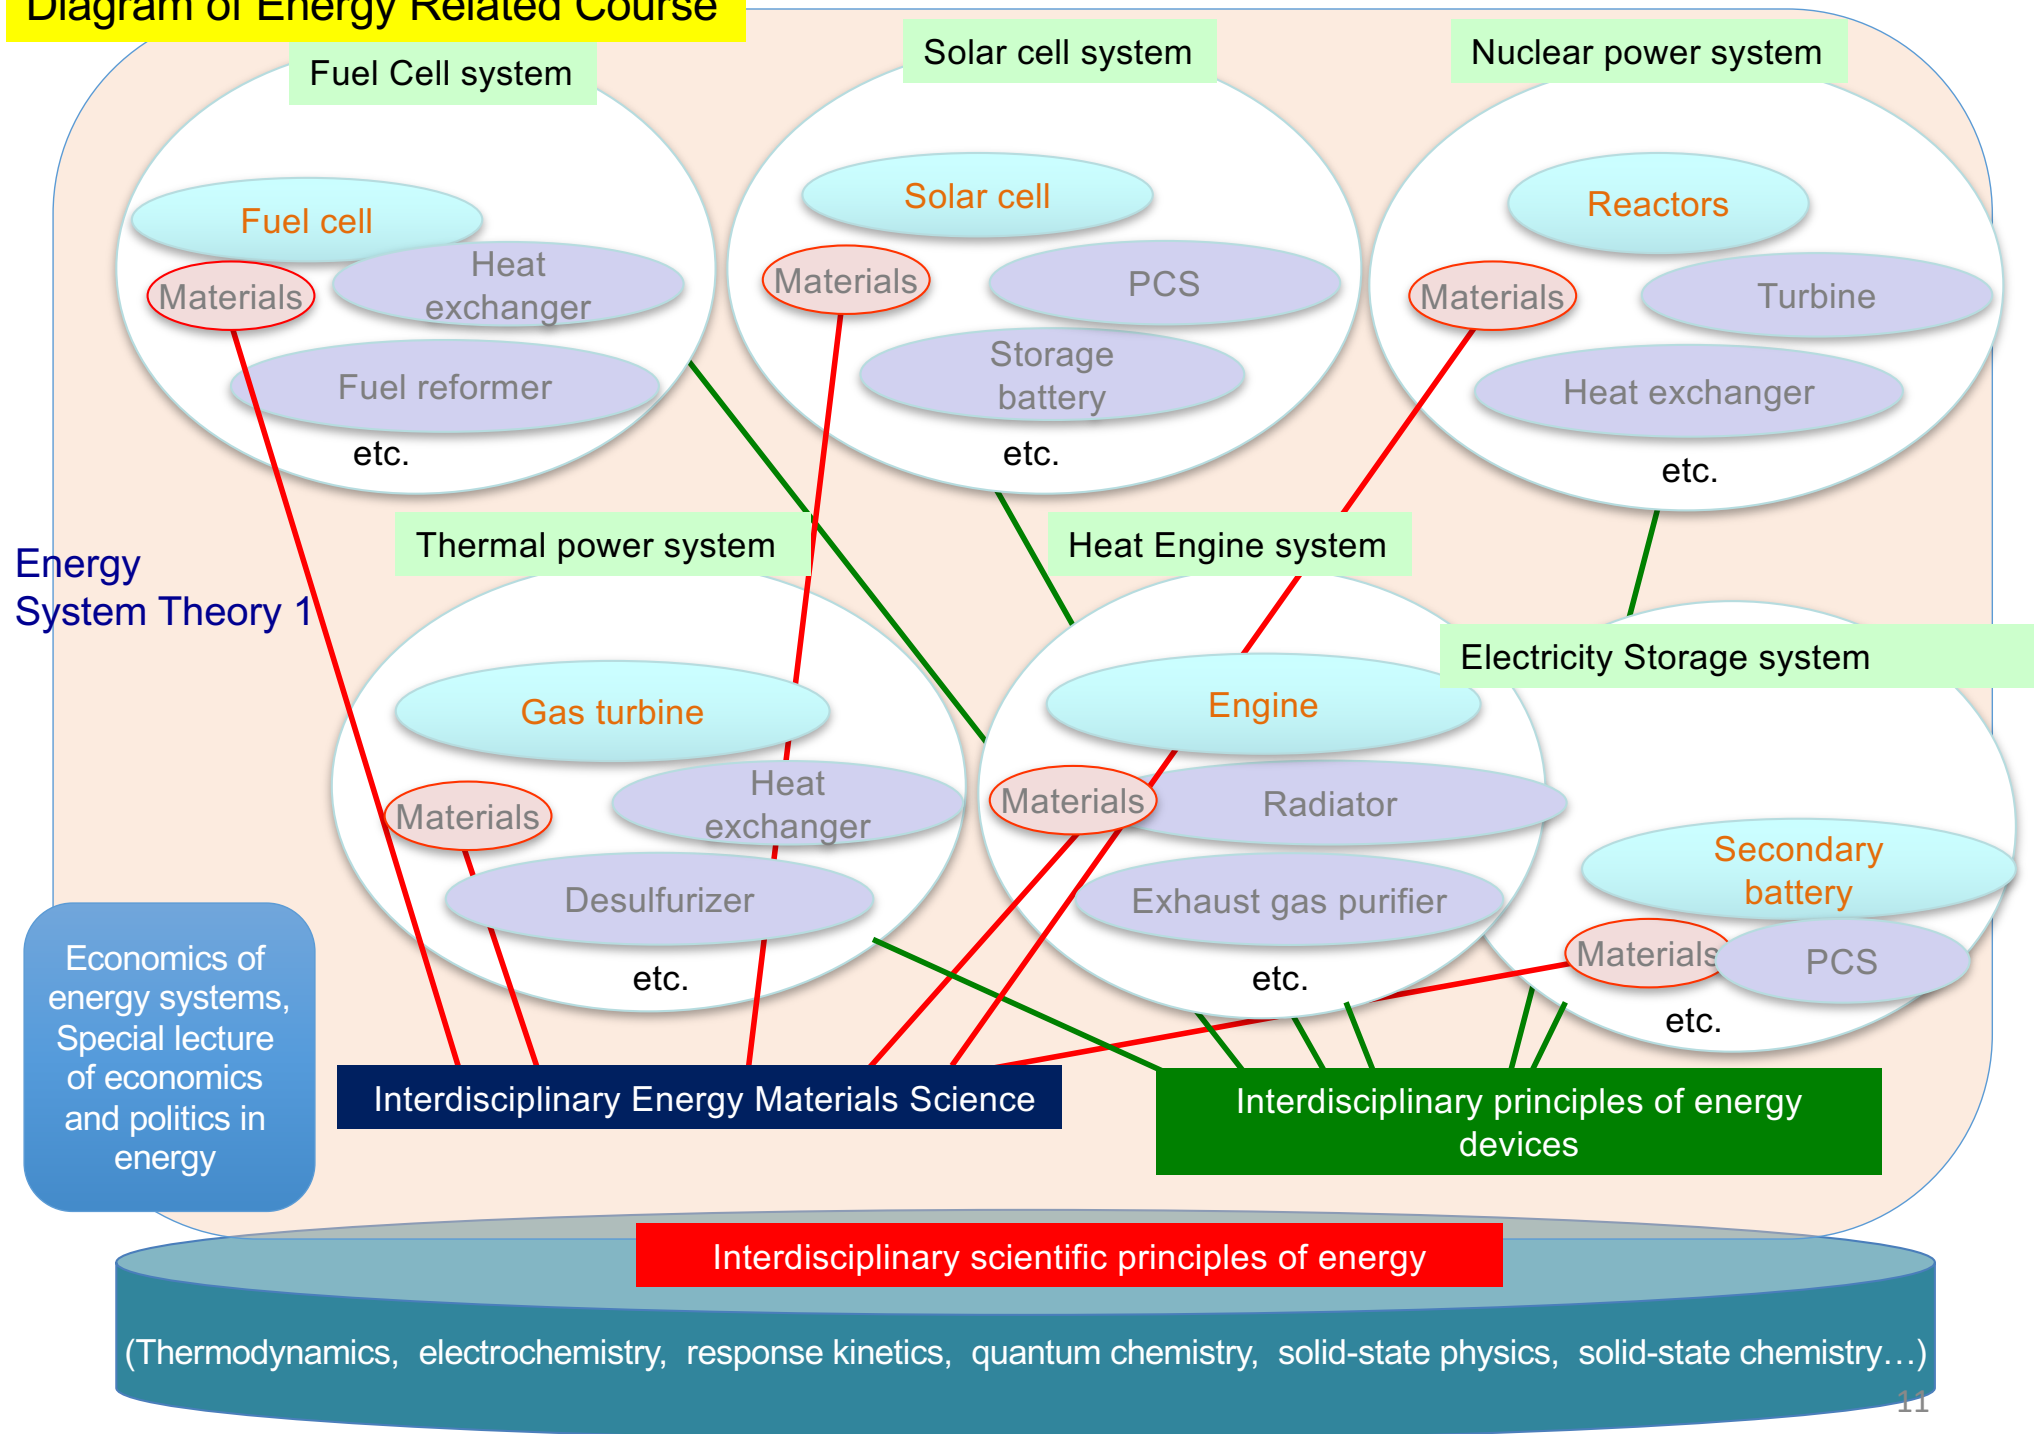 Diagram of Energy Related Course
Fuel Cell system
Solar cell system
Nuclear power system
Fuel cell
Materials
Heat
exchanger
Fuel reformer
etc.
Solar cell
Materials
PCS
Storage
battery
etc.
Reactors
Materials
Turbine
Heat exchanger
etc.
Energy
System Theory 1
Thermal power system
Heat Engine system
Electricity Storage system
Gas turbine
Materials
Heat
exchanger
Desulfurizer
etc.
Engine
Materials
Radiator
Exhaust gas purifier
etc.
Secondary
battery
Materials
PCS
etc.
Economics of
energy systems,
Special lecture
of economics
and politics in
energy
Interdisciplinary Energy Materials Science
Interdisciplinary principles of energy
devices
Interdisciplinary scientific principles of energy
(Thermodynamics, electrochemistry, response kinetics, quantum chemistry, solid-state physics, solid-state chemistry…)
11